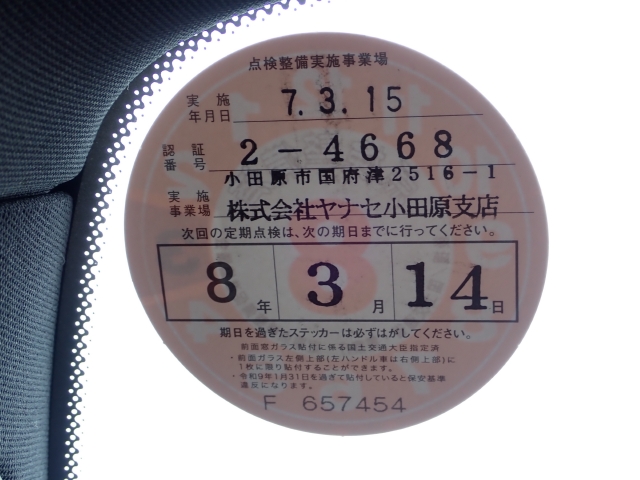 点検整備実施事業場
実施年月日 7.3.15
認証番号 2-4668
小田原市国府津2516-1
実施事業場 株式会社ヤナセ小田原支店
次回の定期点検は、次の期日までに行ってください。
8年 3月 14日
期日を過ぎたステッカーは必ずはがしてください。
前面窓ガラス貼付に係る国土交通大臣指定済
・前面ガラス左側上部(左ハンドル車は右側上部)に
1枚に限り貼付することができます。
・令和9年1月31日を過ぎて貼付していると保安基準
違反になります。
F 657454